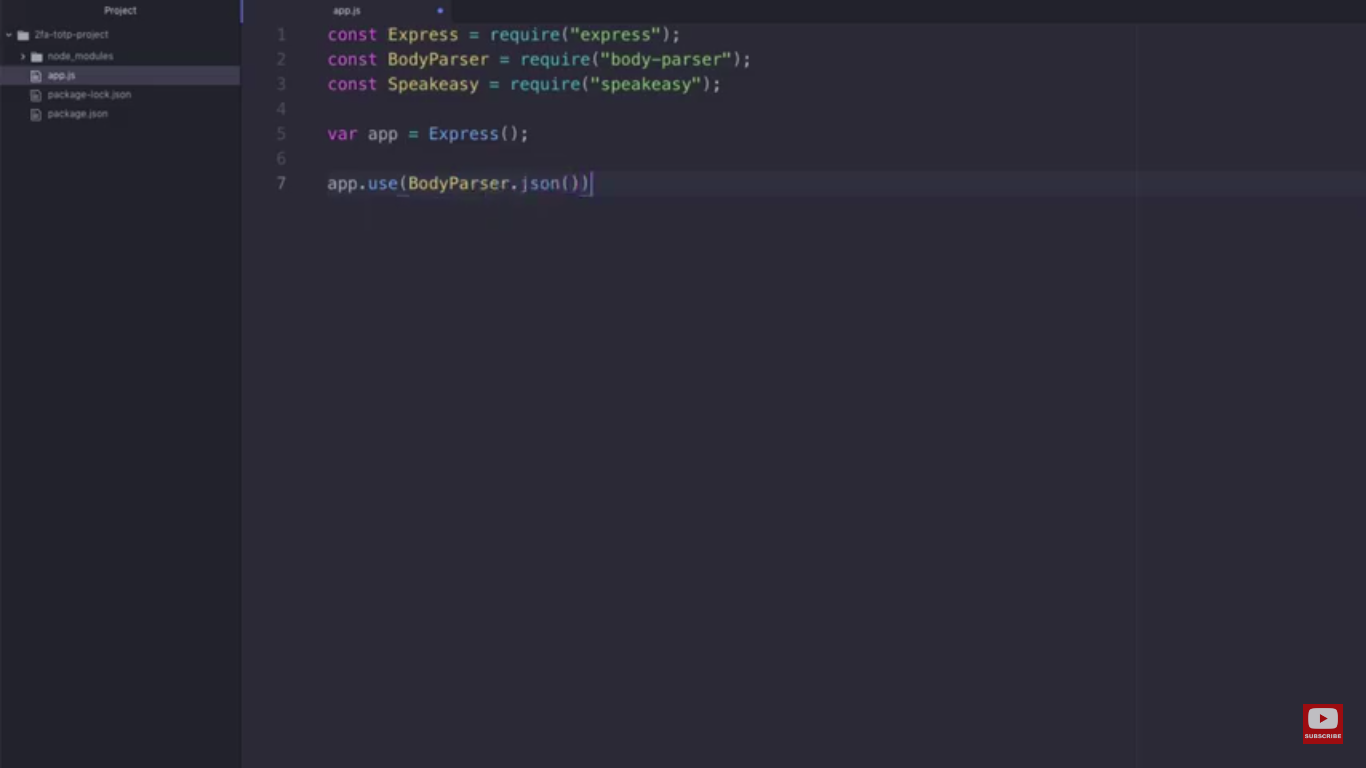 Project
2fa-totp-project
node_modules
app.js
package-lock.json
package.json
app.js
1 const Express = require("express");
2 const BodyParser = require("body-parser");
3 const Speakeasy = require("speakeasy");
4
5 var app = Express();
6
7 app.use(BodyParser.json())
SUBSCRIBE